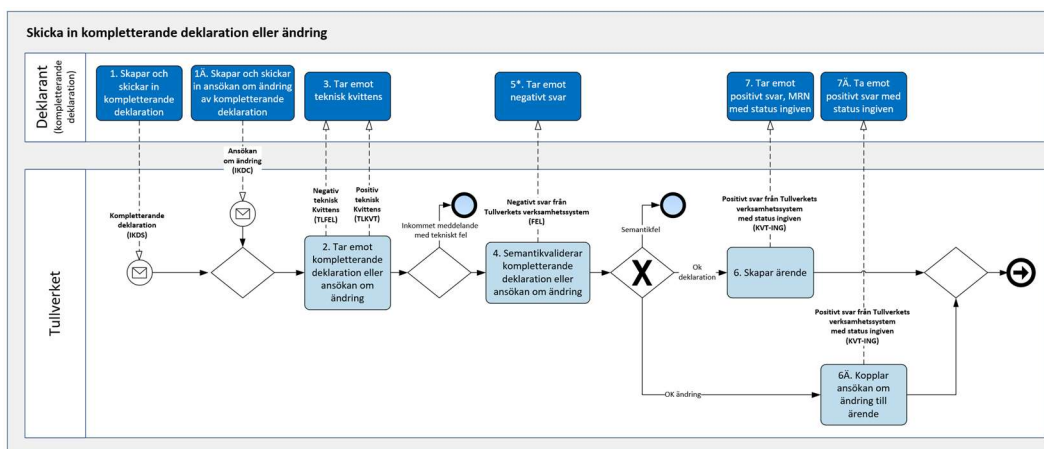 Skicka in kompletterande deklaration eller ändring
Deklarant
(kompletterande
deklaration)
1. Skapar och
skickar in
kompletterande
deklaration
1Ä. Skapar och skickar
in ansökan om ändring
av kompletterande
deklaration
3. Tar emot
teknisk kvittens
5*. Tar emot
negativt svar
7. Tar emot
positivt svar, MRN
med status ingiven
7Ä. Ta emot
positivt svar med
status ingiven
Tullverket
Kompletterande
deklaration
(IKDS)
Ansökan
om ändring
(IKDC)
Negativ
teknisk
Kvittens
(TLFEL)
Positiv
teknisk
Kvittens
(TLKVT)
2. Tar emot
kompletterande
deklaration eller
ansökan om
ändring
Inkommet meddelande
med tekniskt fel
Negativt svar från
Tullverkets verksamhetssystem
(FEL)
4. Semantikvaliderar
kompletterande
deklaration eller
ansökan om ändring
Semantikfel
X
Ok
deklaration
OK ändring
Positivt svar från Tullverkets
verksamhetssystem
med status ingiven
(KVT-ING)
6. Skapar ärende
Positivt svar från Tullverkets
verksamhetssystem
med status ingiven
(KVT-ING)
6Ä. Kopplar
ansökan om
ändring till
ärende